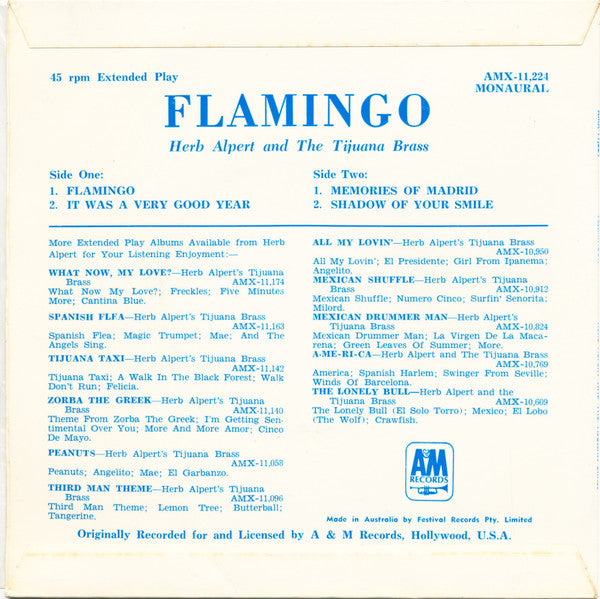 45 rpm Extended Play
AMX-11,224
MONAURAL
FLAMINGO
Herb Alpert and The Tijuana Brass
Side One:
1. FLAMINGO
2. IT WAS A VERY GOOD YEAR
Side Two:
1. MEMORIES OF MADRID
2. SHADOW OF YOUR SMILE
More Extended Play Albums Available from Herb
Alpert for Your Listening Enjoyment:—
WHAT NOW, MY LOVE?—Herb Alpert's Tijuana
Brass AMX-11,174
What Now My Love?; Freckles; Five Minutes
More; Cantina Blue.
SPANISH FLFA—Herb Alpert's Tijuana Brass
AMX-11,163
Spanish Flea; Magic Trumpet; Mae; And The
Angels Sing.
TIJUANA TAXI—Herb Alpert's Tijuana Brass
AMX-11,142
Tijuana Taxi; A Walk In The Black Forest; Walk
Don't Run; Felicia.
ZORBA THE GREEK—Herb Alpert's Tijuana
Brass AMX-11,140
Theme From Zorba The Greek; I'm Getting Sen-
timental Over You; More And More Amor; Cinco
De Mayo.
PEANUTS—Herb Alpert's Tijuana Brass
AMX-11,058
Peanuts; Angelito; Mae; El Garbanzo.
THIRD MAN THEME—Herb Alpert's Tijuana
Brass AMX-11,096
Third Man Theme; Lemon Tree; Butterball;
Tangerine.
ALL MY LOVIN'—Herb Alpert's Tijuana Brass
AMX-10,950
All My Lovin'; El Presidente; Girl From Ipanema;
Angelito.
MEXICAN SHUFFLE—Herb Alpert's Tijuana
Brass AMX-10,912
Mexican Shuffle; Numero Cinco; Surfin' Senorita;
Milord.
MEXICAN DRUMMER MAN—Herb Alpert's
Tijuana Brass AMX-10,824
Mexican Drummer Man; La Virgen De La Maca-
rena; Green Leaves Of Summer; More.
A-ME-RI-CA—Herb Alpert and The Tijuana Brass
AMX-10,769
America; Spanish Harlem; Swinger From Seville;
Winds Of Barcelona.
THE LONELY BULL—Herb Alpert and the
Tijuana Brass AMX-10,609
The Lonely Bull (El Solo Torro); Mexico; El Lobo
(The Wolf); Crawfish.
A&M
RECORDS
Made in Australia by Festival Records Pty. Limited
Originally Recorded for and Licensed by A & M Records, Hollywood, U.S.A.